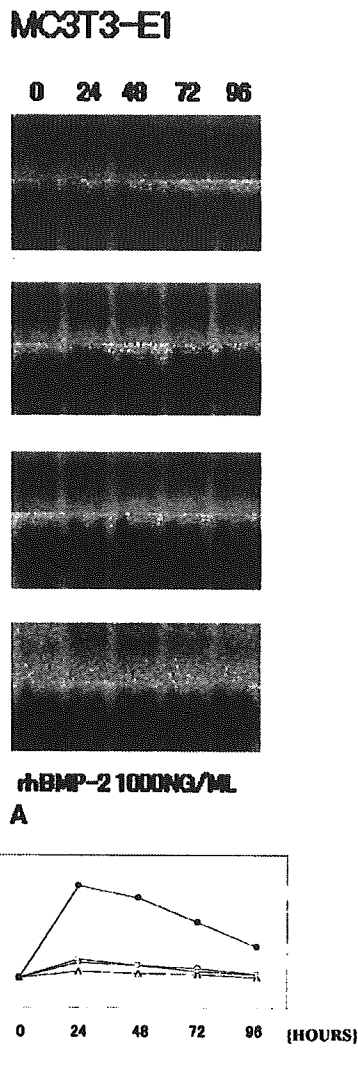 MC3T3-E1
0 24 48 72 96
rhBMP-2 1000NG/ML
A
0 24 48 72 96 (HOURS)